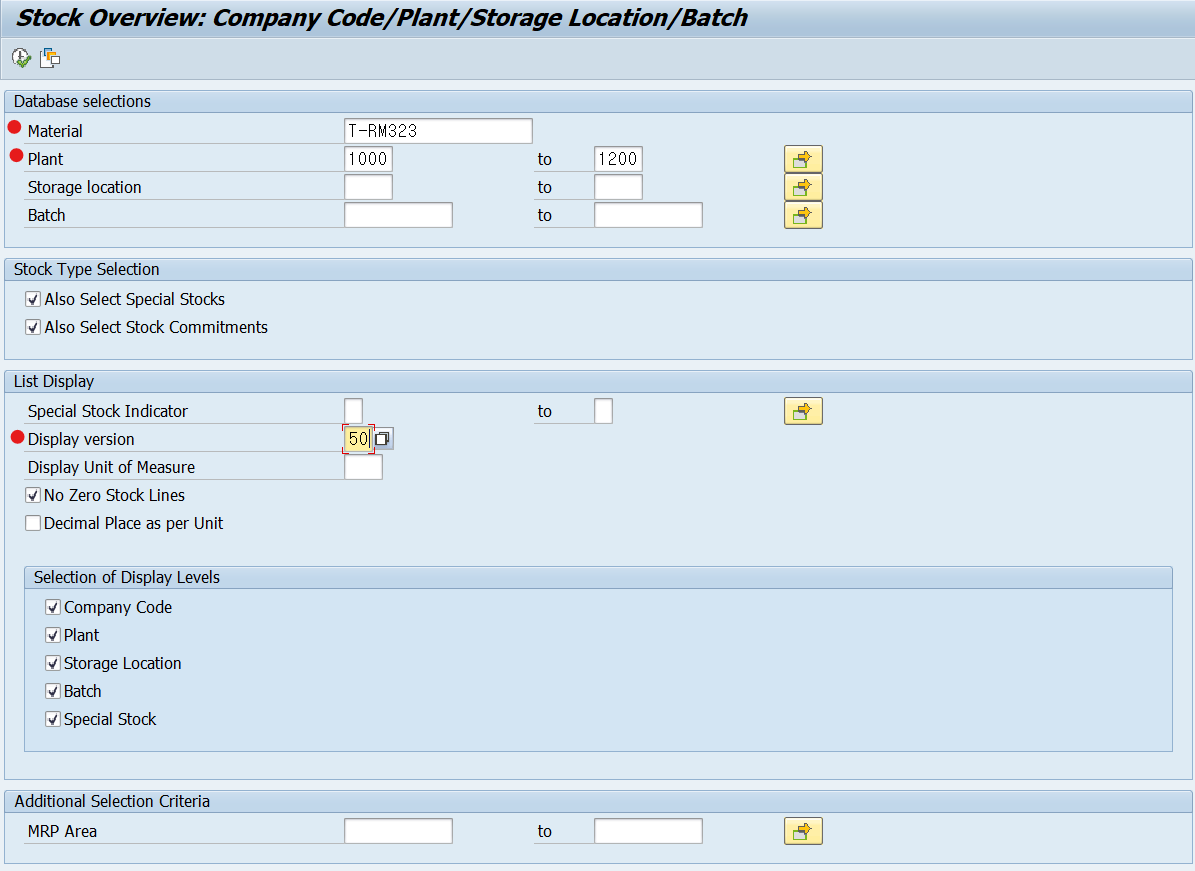 Stock Overview: Company Code/Plant/Storage Location/Batch
Database selections
Material T-RM323
Plant 1000 to 1200
Storage location to
Batch to
Stock Type Selection
Also Select Special Stocks
Also Select Stock Commitments
List Display
Special Stock Indicator to
Display version 50
Display Unit of Measure
No Zero Stock Lines
Decimal Place as per Unit
Selection of Display Levels
Company Code
Plant
Storage Location
Batch
Special Stock
Additional Selection Criteria
MRP Area to